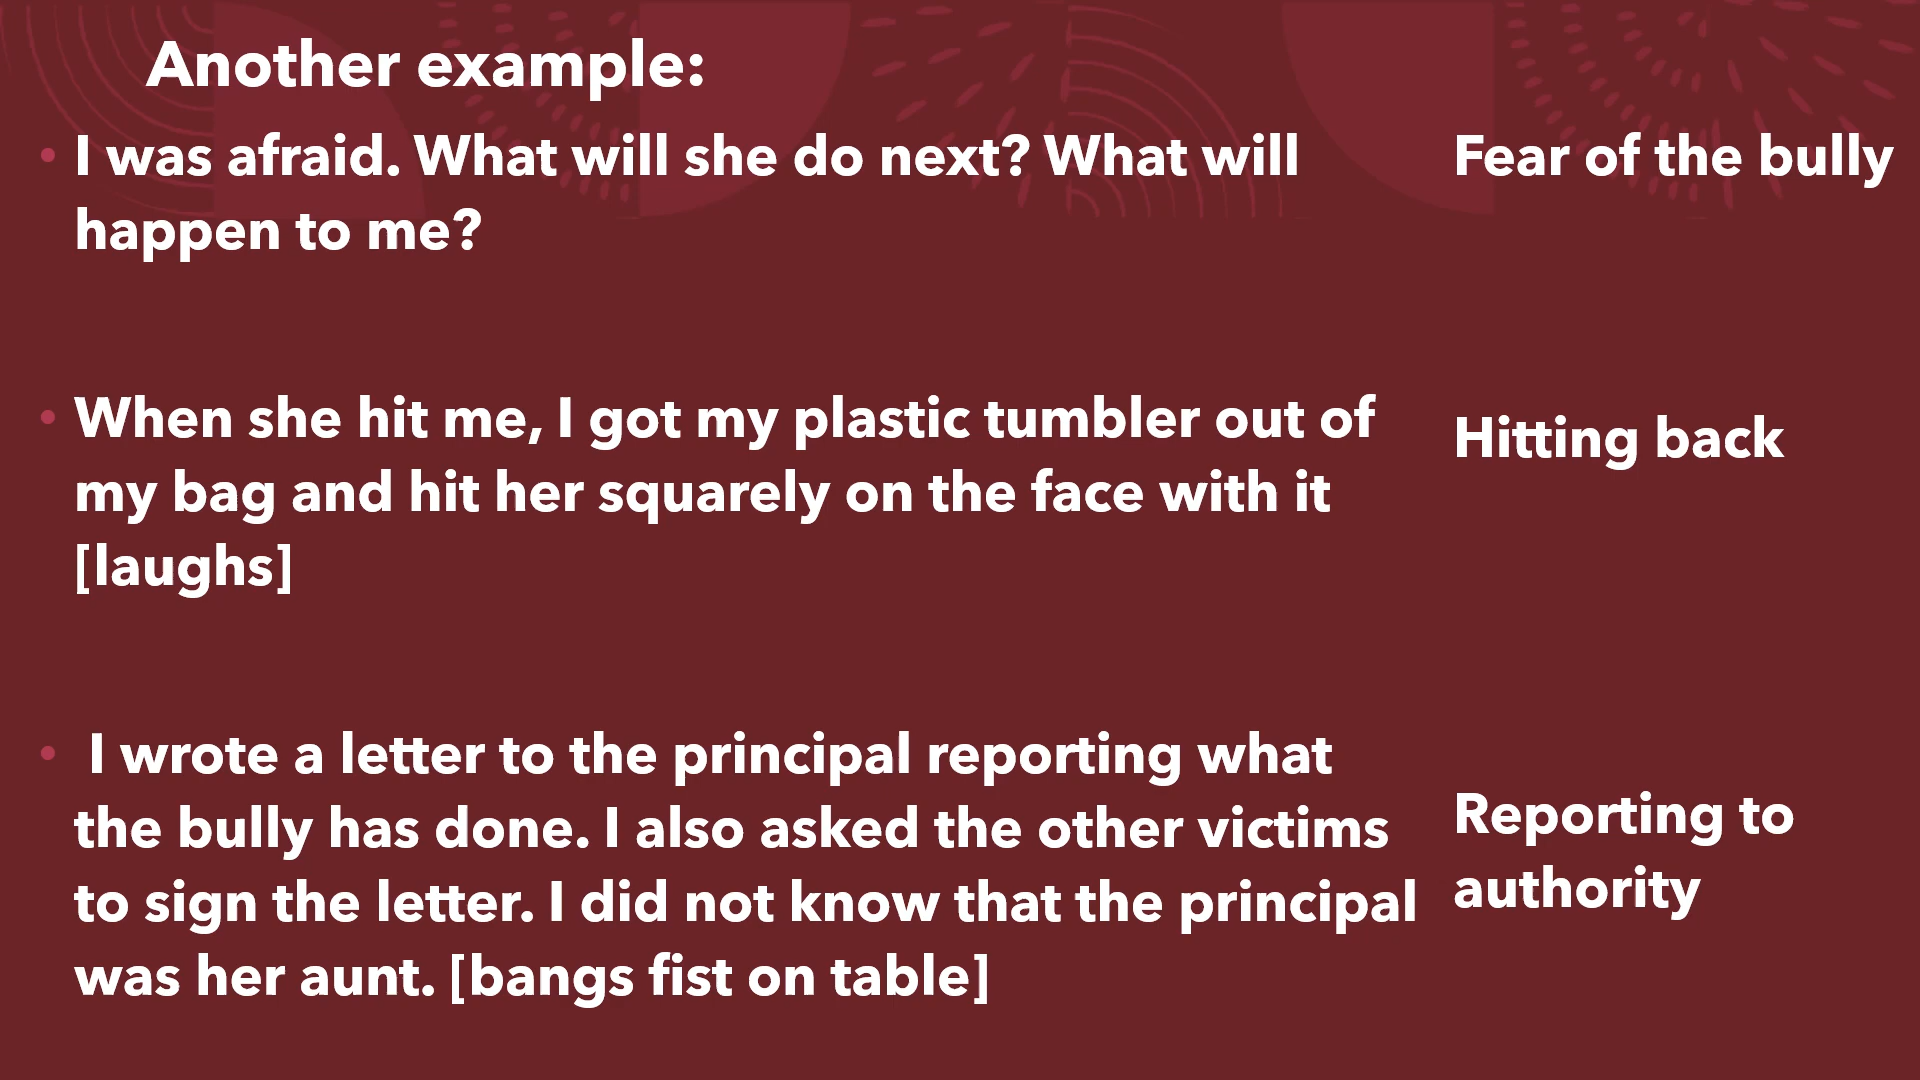 Another example:
• I was afraid. What will she do next? What will
happen to me?
Fear of the bully
• When she hit me, I got my plastic tumbler out of
my bag and hit her squarely on the face with it
[laughs]
Hitting back
• I wrote a letter to the principal reporting what
the bully has done. I also asked the other victims
to sign the letter. I did not know that the principal
was her aunt. [bangs fist on table]
Reporting to
authority